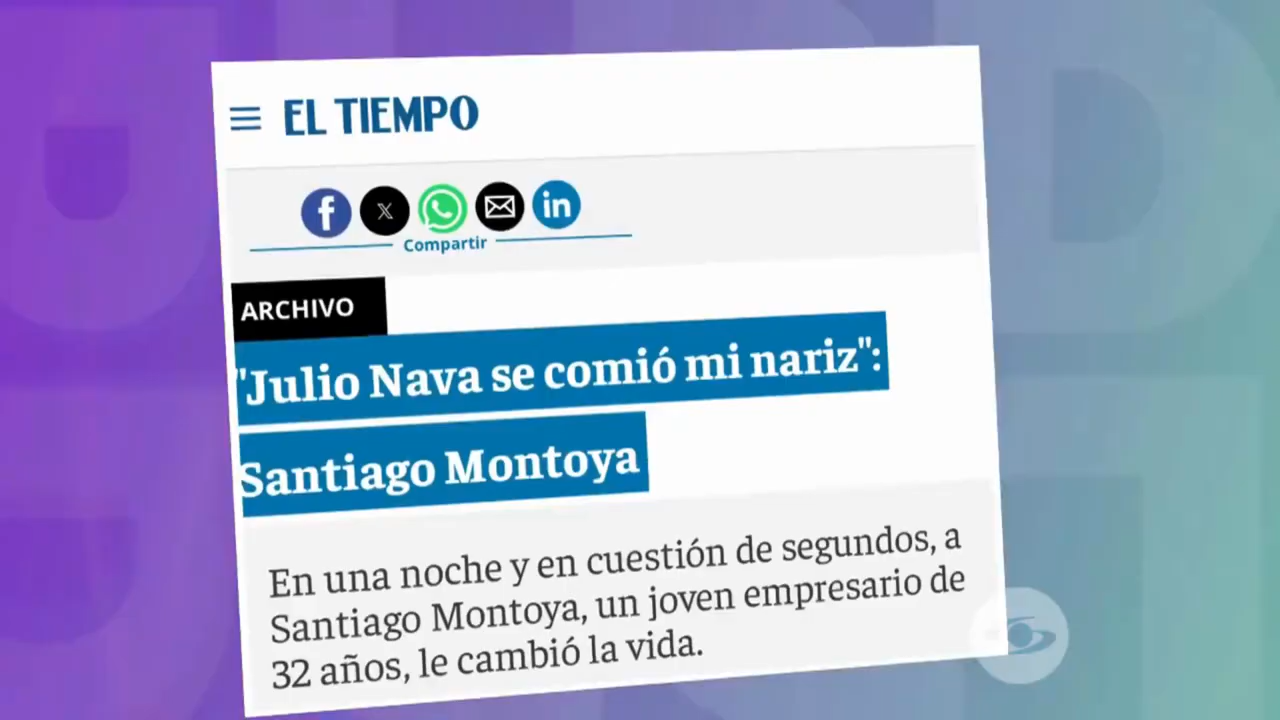 EL TIEMPO
Compartir
ARCHIVO
"Julio Nava se comió mi nariz":
Santiago Montoya
En una noche y en cuestión de segundos, a
Santiago Montoya, un joven empresario de
32 años, le cambió la vida.